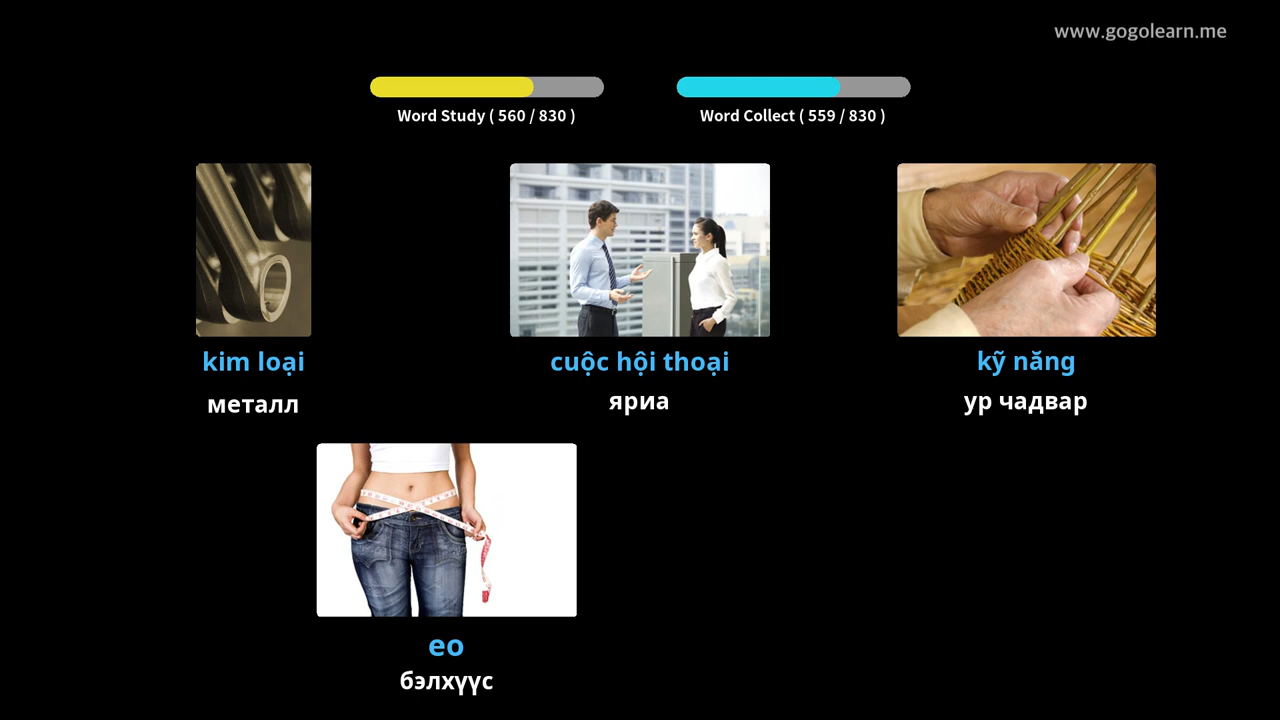 www.gogolearn.me
Word Study ( 560 / 830 )
Word Collect ( 559 / 830 )
kim loại
металл
cuộc hội thoại
яриа
kỹ năng
ур чадвар
eo
бэлхүүс